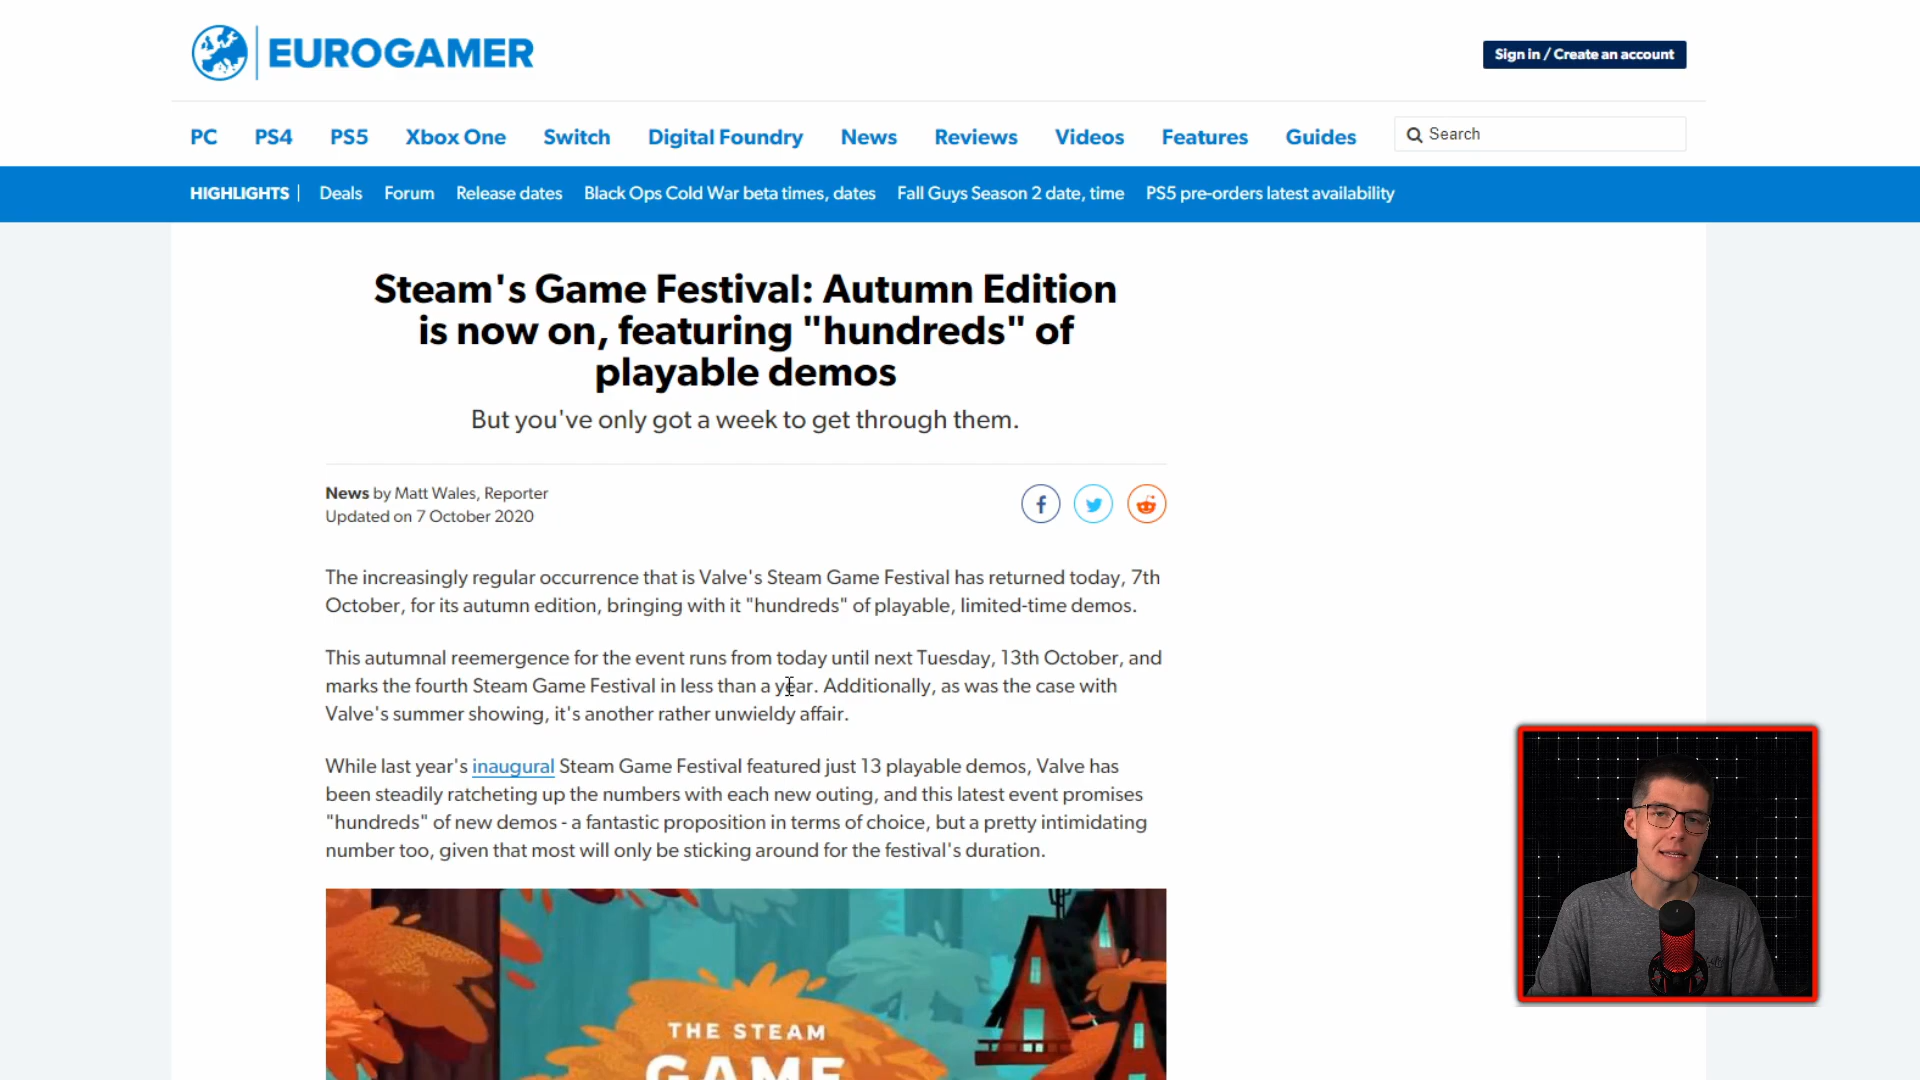 EUROGAMER
Sign in / Create an account
PC PS4 PS5 Xbox One Switch Digital Foundry News Reviews Videos Features Guides Search
HIGHLIGHTS | Deals Forum Release dates Black Ops Cold War beta times, dates Fall Guys Season 2 date, time PS5 pre-orders latest availability
Steam's Game Festival: Autumn Edition
is now on, featuring "hundreds" of
playable demos
But you've only got a week to get through them.
News by Matt Wales, Reporter
Updated on 7 October 2020
The increasingly regular occurrence that is Valve's Steam Game Festival has returned today, 7th
October, for its autumn edition, bringing with it "hundreds" of playable, limited-time demos.
This autumnal reemergence for the event runs from today until next Tuesday, 13th October, and
marks the fourth Steam Game Festival in less than a year. Additionally, as was the case with
Valve's summer showing, it's another rather unwieldy affair.
While last year's inaugural Steam Game Festival featured just 13 playable demos, Valve has
been steadily ratcheting up the numbers with each new outing, and this latest event promises
"hundreds" of new demos - a fantastic proposition in terms of choice, but a pretty intimidating
number too, given that most will only be sticking around for the festival's duration.
THE STEAM
GAME